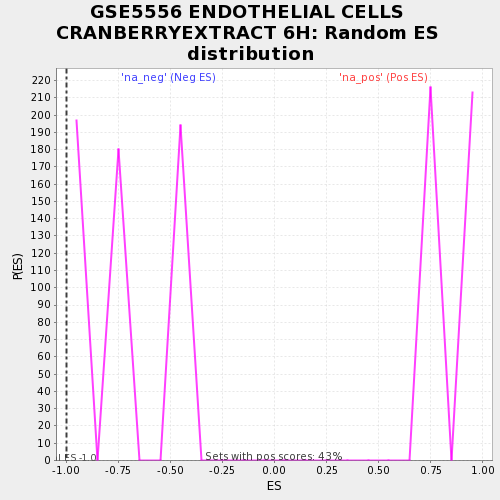 GSE5556 ENDOTHELIAL CELLS
CRANBERRYEXTRACT 6H: Random ES
distribution
'na_neg' (Neg ES)
'na_pos' (Pos ES)
220
210
200
190
180
170
160
150
140
130
120
110
100
90
80
70
60
50
40
30
20
10
0
P(ES)
ES -1.0
Sets with pos scores: 43%
-1.00 -0.75 -0.50 -0.25 0.00 0.25 0.50 0.75 1.00
ES